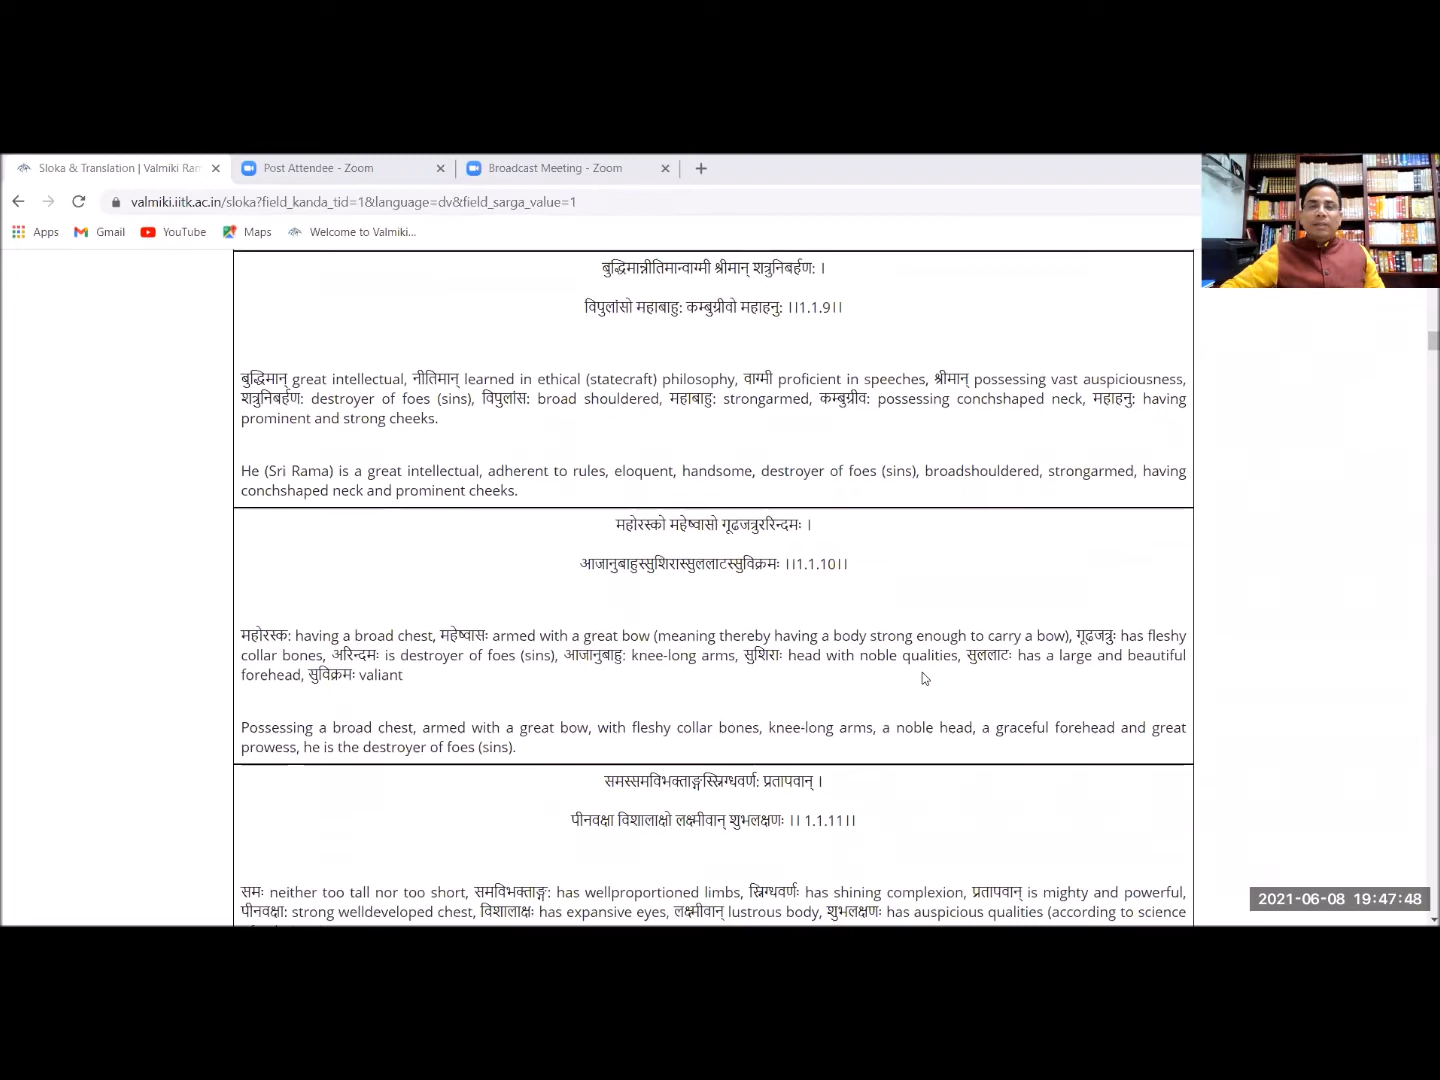 Sloka & Translation | Valmiki Ram
Post Attendee - Zoom
Broadcast Meeting - Zoom
valmiki.iitk.ac.in/sloka?field_kanda_tid=1&language=dv&field_sarga_value=1
Apps Gmail YouTube Maps Welcome to Valmiki...
बुद्धिमान्नीतिमान्वाग्मी श्रीमान् शत्रुनिबर्हण: ।
विपुलांसो महाबाहु: कम्बुग्रीवो महाहनु: ।।1.1.9।।
बुद्धिमान् great intellectual, नीतिमान् learned in ethical (statecraft) philosophy, वाग्मी proficient in speeches, श्रीमान् possessing vast auspiciousness,
शत्रुनिबर्हण: destroyer of foes (sins), विपुलांस: broad shouldered, महाबाहु: strongarmed, कम्बुग्रीव: possessing conchshaped neck, महाहनु: having
prominent and strong cheeks.
He (Sri Rama) is a great intellectual, adherent to rules, eloquent, handsome, destroyer of foes (sins), broadshouldered, strongarmed, having
conchshaped neck and prominent cheeks.
महोरस्को महेष्वासो गूढजत्रुररिन्दमः ।
आजानुबाहुस्सुशिरास्सुललाटस्सुविक्रमः ।।1.1.10।।
महोरस्क: having a broad chest, महेष्वासः armed with a great bow (meaning thereby having a body strong enough to carry a bow), गूढजत्रुः has fleshy
collar bones, अरिन्दमः is destroyer of foes (sins), आजानुबाहु: knee-long arms, सुशिराः head with noble qualities, सुललाटः has a large and beautiful
forehead, सुविक्रमः valiant
Possessing a broad chest, armed with a great bow, with fleshy collar bones, knee-long arms, a noble head, a graceful forehead and great
prowess, he is the destroyer of foes (sins).
समस्समविभक्ताङ्गस्स्निग्धवर्ण: प्रतापवान् ।
पीनवक्षा विशालाक्षो लक्ष्मीवान् शुभलक्षणः ।। 1.1.11।।
समः neither too tall nor too short, समविभक्ताङ्ग: has wellproportioned limbs, स्निग्धवर्णः has shining complexion, प्रतापवान् is mighty and powerful,
पीनवक्षा: strong welldeveloped chest, विशालाक्षः has expansive eyes, लक्ष्मीवान् lustrous body, शुभलक्षणः has auspicious qualities (according to science
2021-06-08 19:47:48